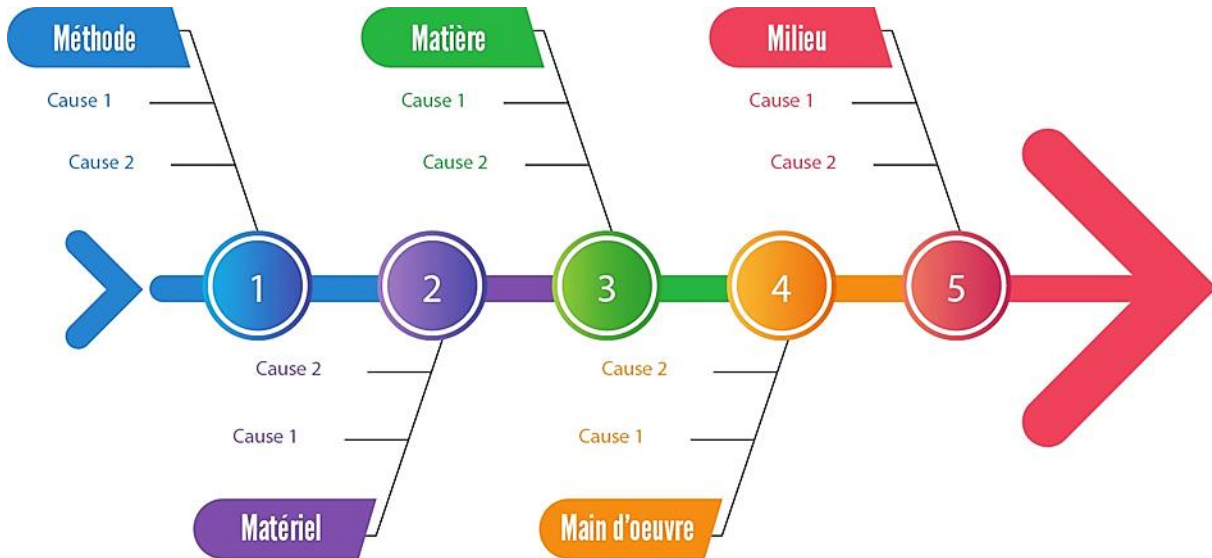 Méthode
Matière
Milieu
Cause 1
Cause 1
Cause 1
Cause 2
Cause 2
Cause 2
1
2
3
4
5
Cause 2
Cause 2
Cause 1
Cause 1
Matériel
Main d'oeuvre